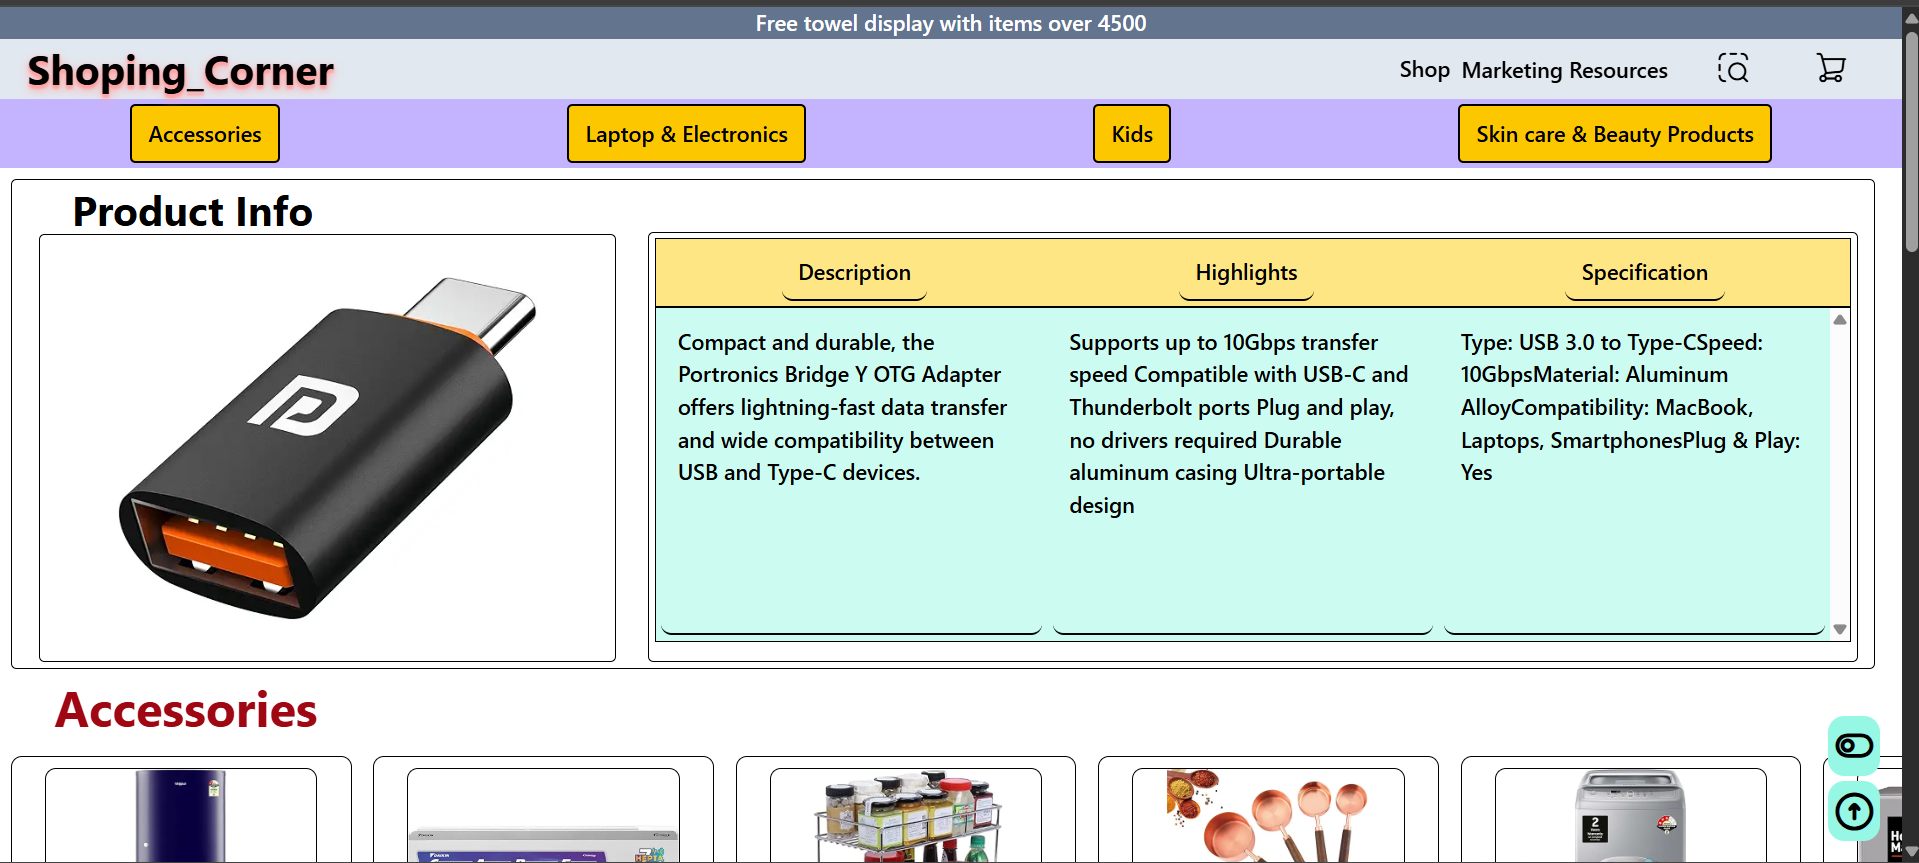 Free towel display with items over 4500
Shoping_Corner
Shop Marketing Resources
Accessories
Laptop & Electronics
Kids
Skin care & Beauty Products
Product Info
Description
Highlights
Specification
Compact and durable, the
Portronics Bridge Y OTG Adapter
offers lightning-fast data transfer
and wide compatibility between
USB and Type-C devices.
Supports up to 10Gbps transfer
speed Compatible with USB-C and
Thunderbolt ports Plug and play,
no drivers required Durable
aluminum casing Ultra-portable
design
Type: USB 3.0 to Type-CSpeed:
10GbpsMaterial: Aluminum
AlloyCompatibility: MacBook,
Laptops, SmartphonesPlug & Play:
Yes
Accessories